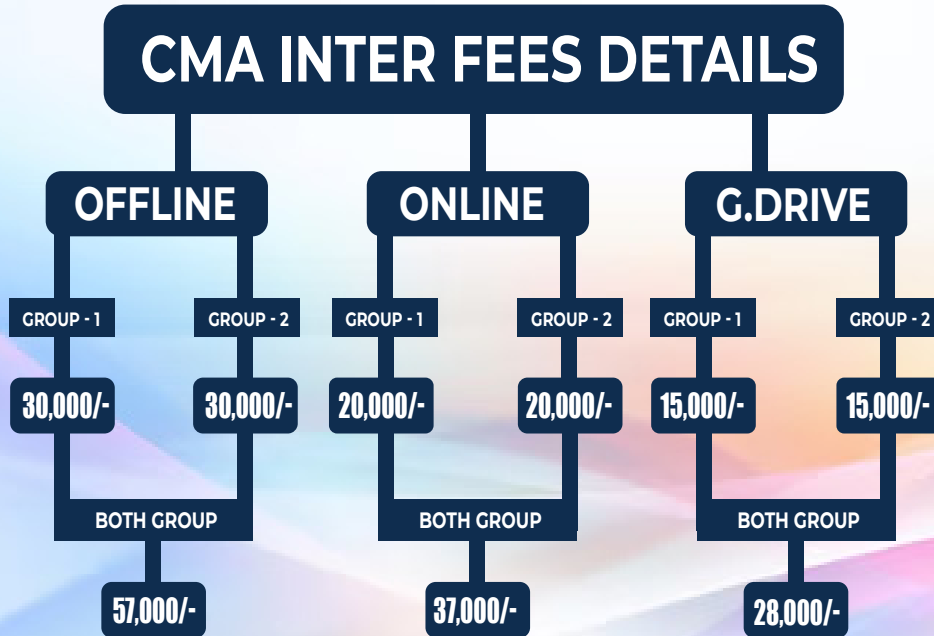 CMA INTER FEES DETAILS
OFFLINE
ONLINE
G.DRIVE
GROUP - 1
GROUP - 2
GROUP - 1
GROUP - 2
GROUP - 1
GROUP - 2
30,000/-
30,000/-
20,000/-
20,000/-
15,000/-
15,000/-
BOTH GROUP
BOTH GROUP
BOTH GROUP
57,000/-
37,000/-
28,000/-